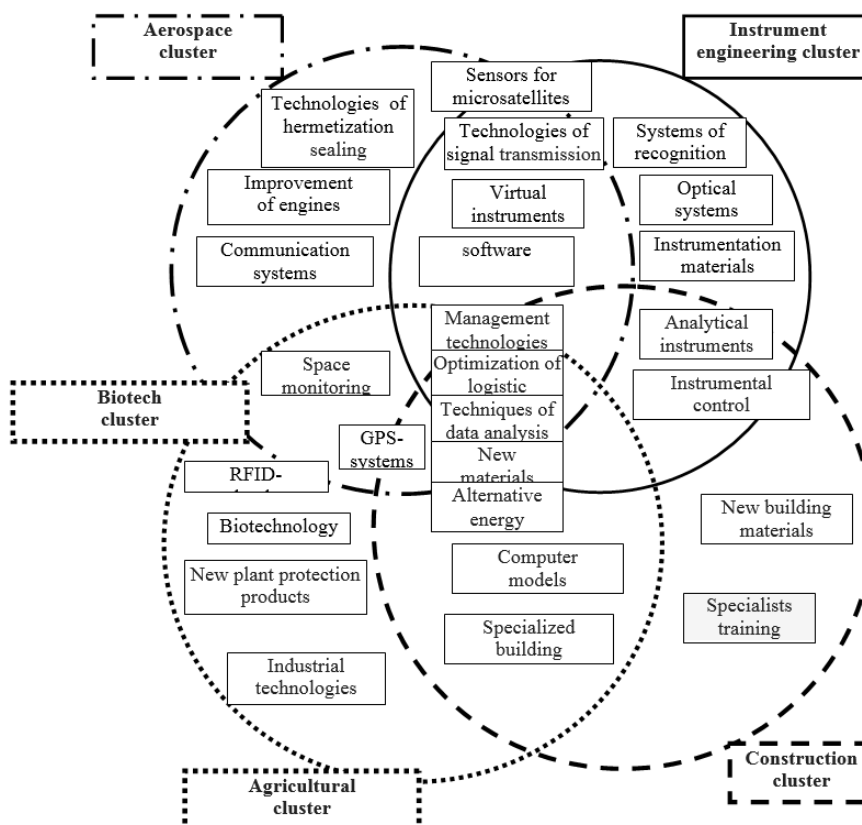 Aerospace
cluster
Instrument
engineering cluster
Sensors for
microsatellites
Technologies of
hermetization
sealing
Technologies of
signal transmission
Systems of
recognition
Improvement
of engines
Virtual
instruments
Optical
systems
Communication
systems
software
Instrumentation
materials
Management
technologies
Analytical
instruments
Space
monitoring
Optimization of
logistic
Instrumental
control
Biotech
cluster
Techniques of
data analysis
GPS-
systems
New
materials
RFID-
Alternative
energy
New building
materials
Biotechnology
Computer
models
New plant protection
products
Specialists
training
Specialized
building
Industrial
technologies
Construction
cluster
Agricultural
cluster